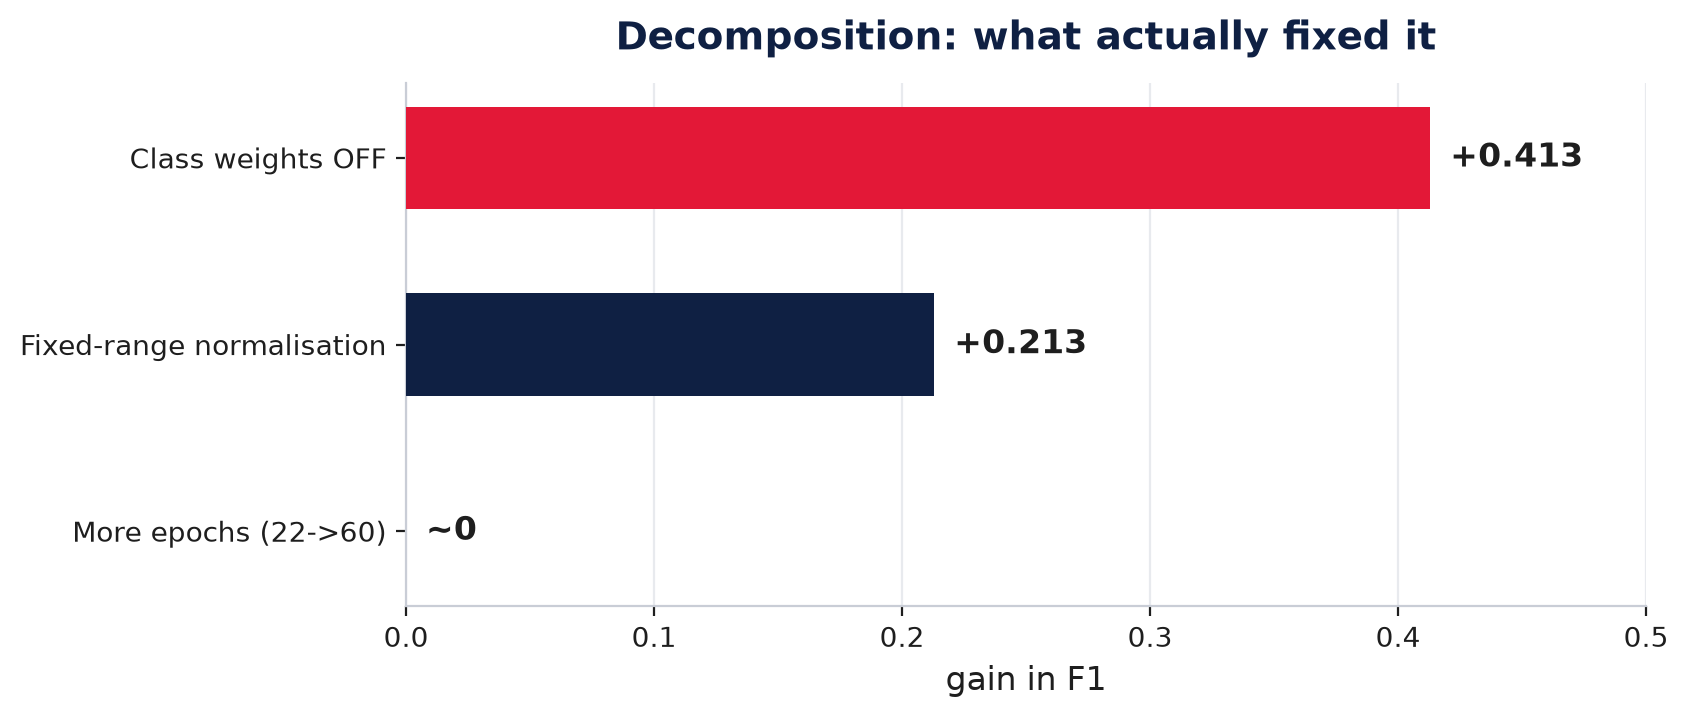 Decomposition: what actually fixed it
Class weights OFF
+0.413
Fixed-range normalisation
+0.213
More epochs (22->60)
~0
0.0 0.1 0.2 0.3 0.4 0.5
gain in F1